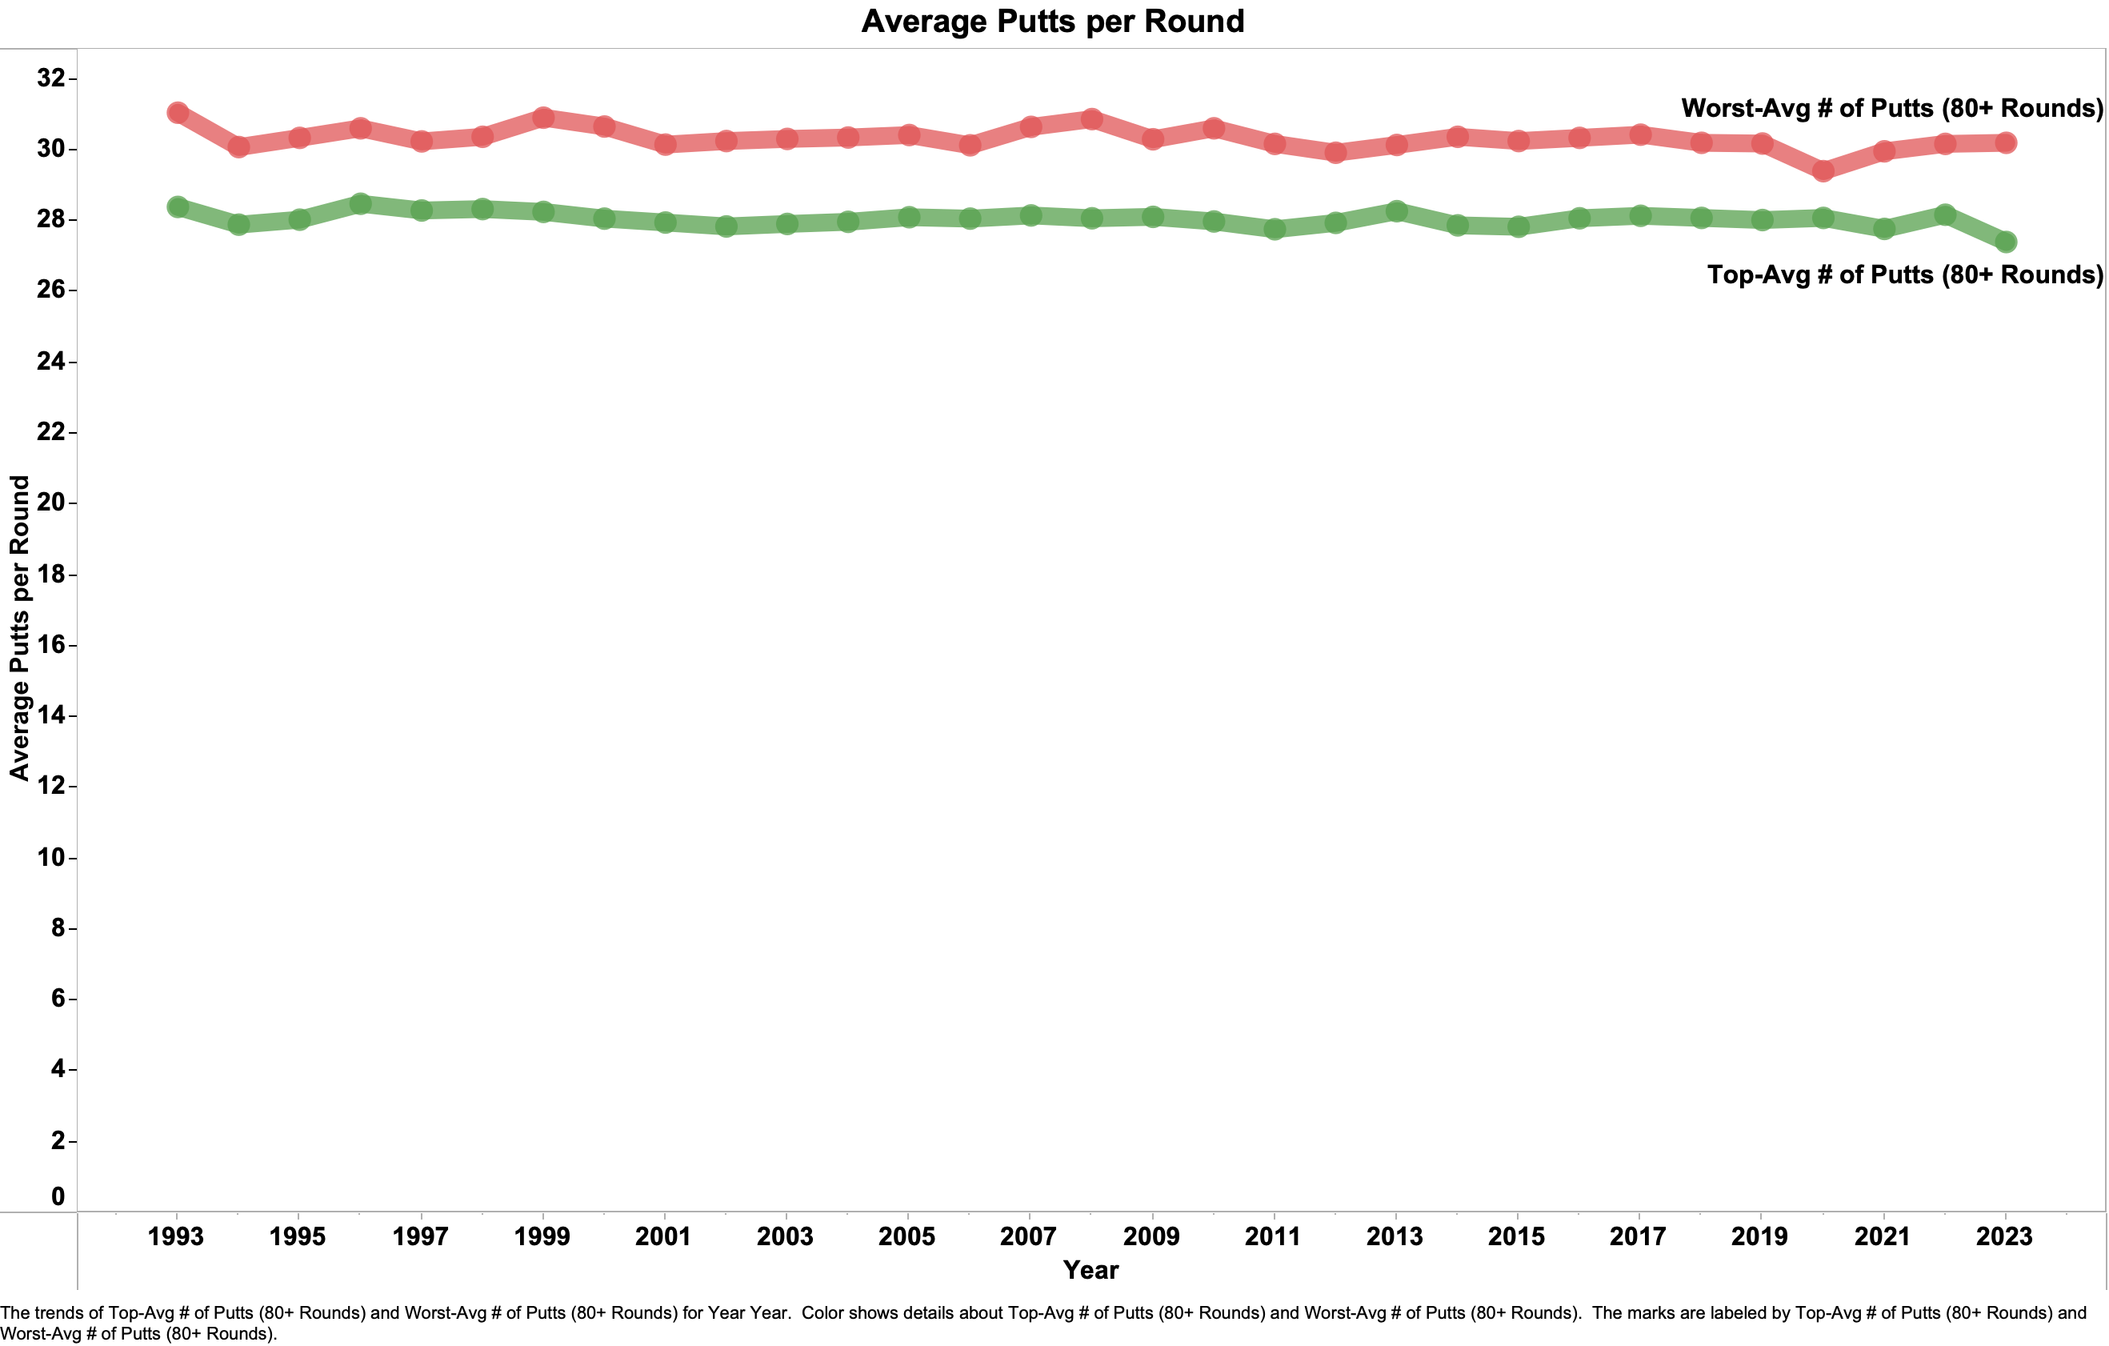 Average Putts per Round
32
30
28
26
24
22
20
18
16
14
12
10
8
6
4
2
0
Average Putts per Round
Worst-Avg # of Putts (80+ Rounds)
Top-Avg # of Putts (80+ Rounds)
1993 1995 1997 1999 2001 2003 2005 2007 2009 2011 2013 2015 2017 2019 2021 2023
Year
The trends of Top-Avg # of Putts (80+ Rounds) and Worst-Avg # of Putts (80+ Rounds) for Year Year.  Color shows details about Top-Avg # of Putts (80+ Rounds) and Worst-Avg # of Putts (80+ Rounds).  The marks are labeled by Top-Avg # of Putts (80+ Rounds) and
Worst-Avg # of Putts (80+ Rounds).